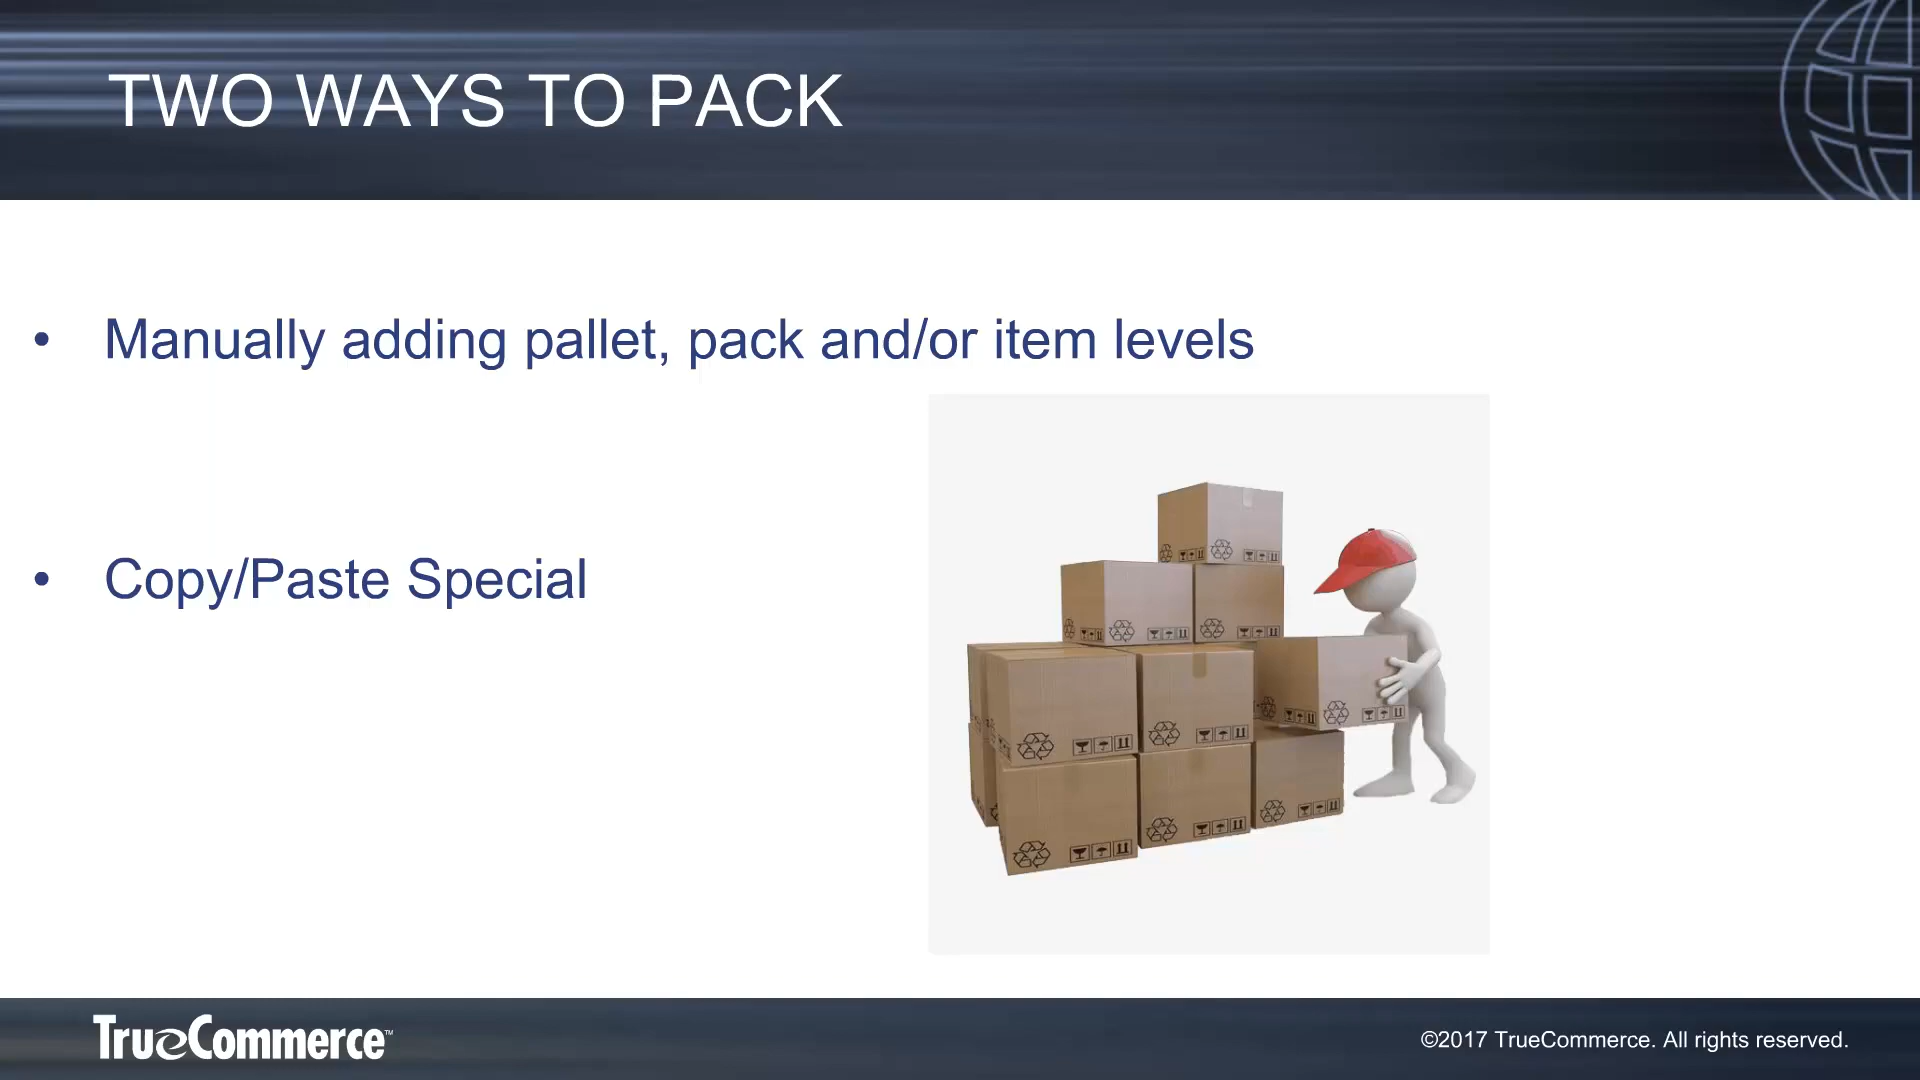 TWO WAYS TO PACK
• Manually adding pallet, pack and/or item levels
• Copy/Paste Special
TrueCommerce™
©2017 TrueCommerce. All rights reserved.